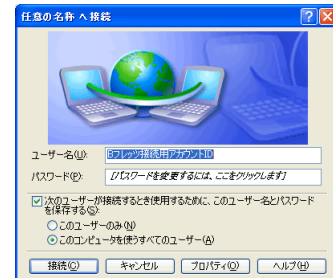 任意の名称 へ接続
ユーザー名(U): Bフレッツ接続用アカウントID
パスワード(P): [パスワードを変更するには、ここをクリックします]
次のユーザーが接続するとき使用するために、このユーザー名とパスワード
を保存する(S):
このユーザーのみ(N)
このコンピュータを使うすべてのユーザー(A)
接続(C) キャンセル プロパティ(O) ヘルプ(H)